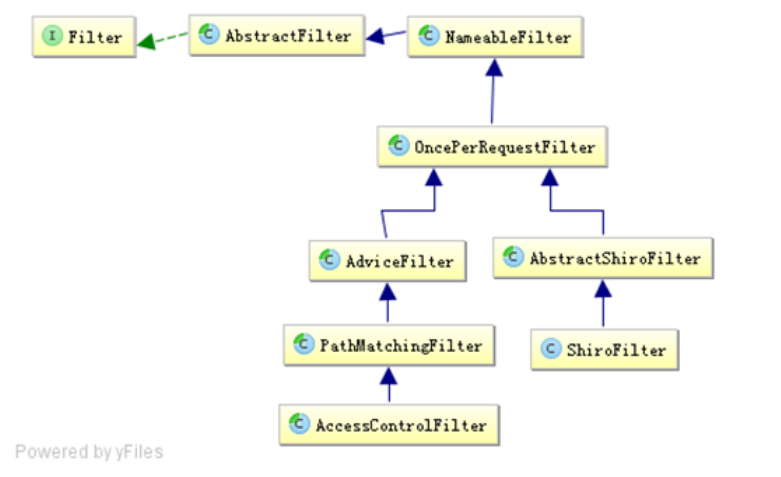 I Filter
C AbstractFilter
C NameableFilter
C OncePerRequestFilter
C AdviceFilter
C AbstractShiroFilter
C PathMatchingFilter
C ShiroFilter
C AccessControlFilter
Powered by yFiles